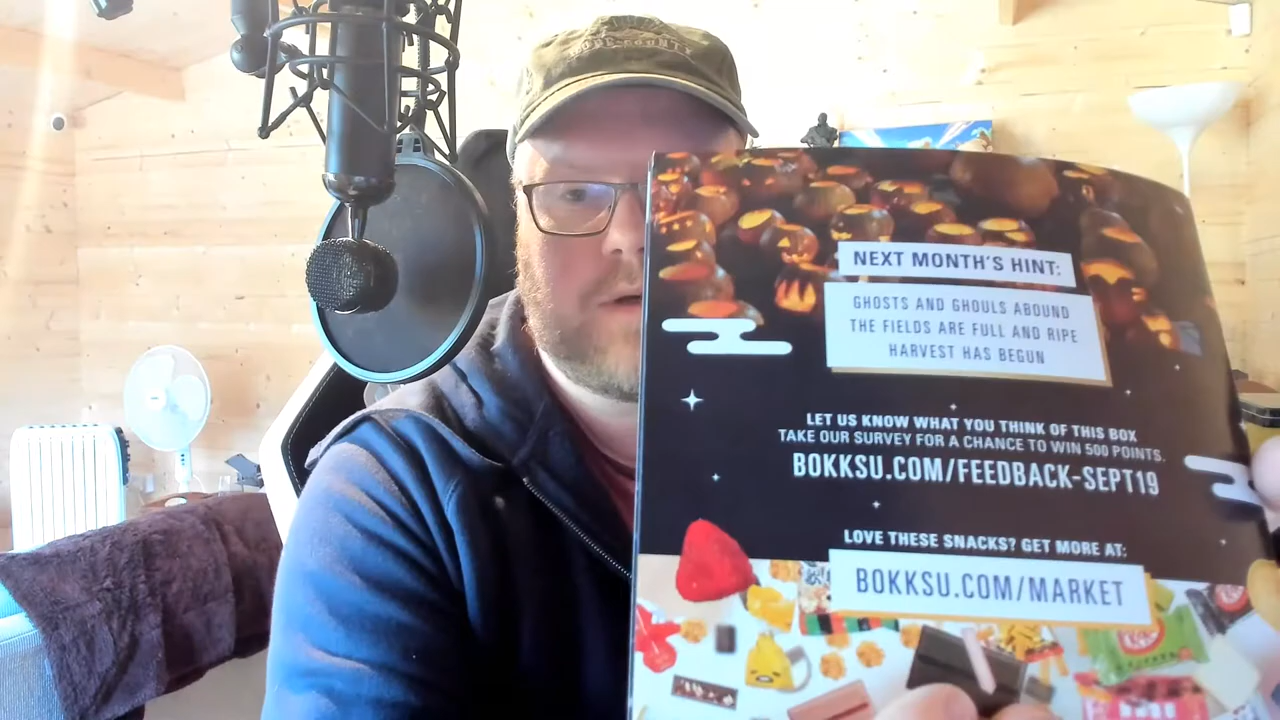 HOPE COUNTY
NEXT MONTH'S HINT:
GHOSTS AND GHOULS ABOUND
THE FIELDS ARE FULL AND RIPE
HARVEST HAS BEGUN
LET US KNOW WHAT YOU THINK OF THIS BOX
TAKE OUR SURVEY FOR A CHANCE TO WIN 500 POINTS.
BOKKSU.COM/FEEDBACK-SEPT19
LOVE THESE SNACKS? GET MORE AT:
BOKKSU.COM/MARKET